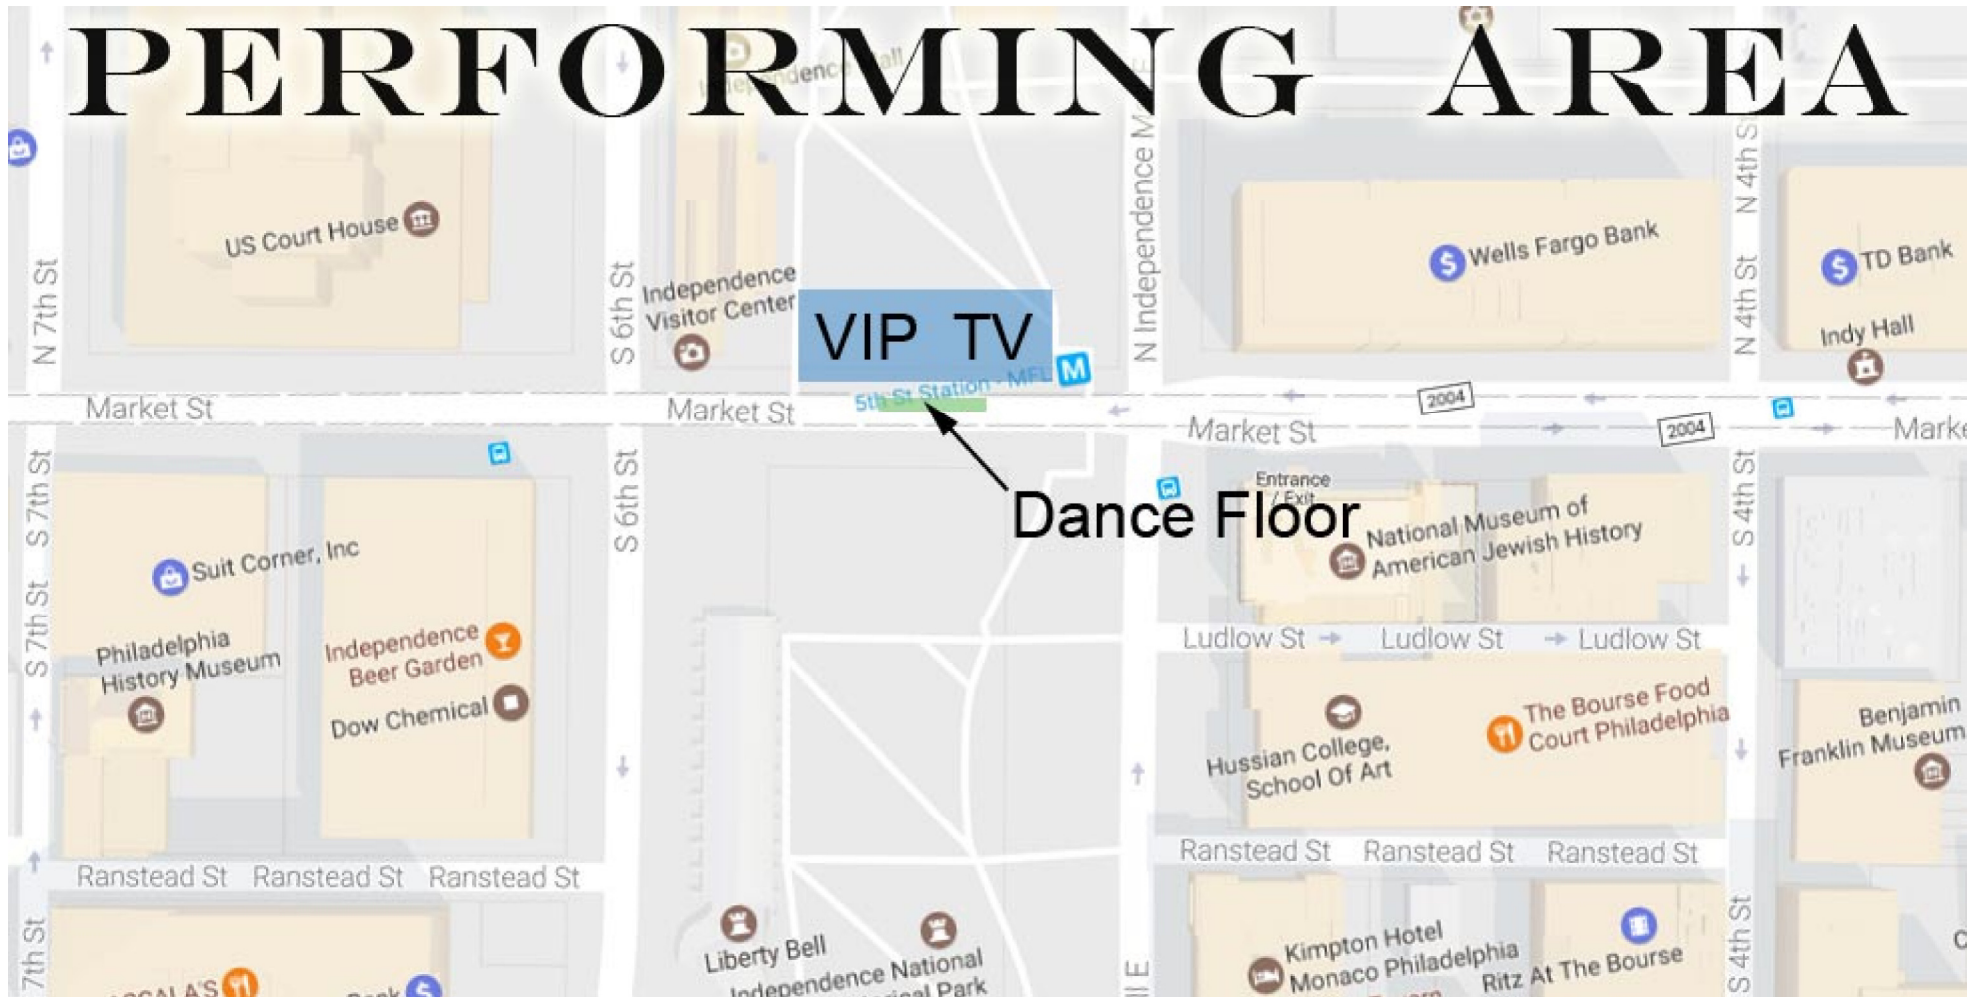 PERFORMING AREA
N 7th St
US Court House
S 6th St
Independence
Visitor Center
VIP TV
5th St Station - MFL
M
N Independence M
Wells Fargo Bank
N 4th St
N 4th St
TD Bank
Indy Hall
Market St
Market St
Market St
2004
2004
S 7th St
S 7th St
S 6th St
Dance Floor
Entrance
/ Exit
National Museum of
American Jewish History
S 4th St
Suit Corner, Inc
Philadelphia
History Museum
Independence
Beer Garden
Dow Chemical
Ludlow St
Ludlow St
Ludlow St
Hussian College,
School Of Art
The Bourse Food
Court Philadelphia
Benjamin
Franklin Museum
Ranstead St
Ranstead St
Ranstead St
Ranstead St
Ranstead St
Ranstead St
7th St
Liberty Bell
Independence National
Kimpton Hotel
Monaco Philadelphia
Ritz At The Bourse
S 4th St